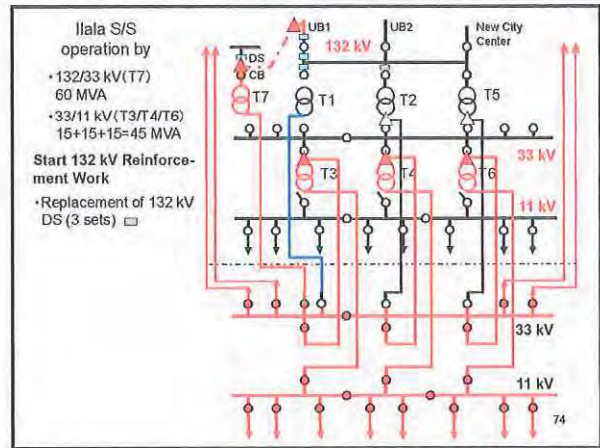 Ilala S/S
operation by
・132/33 kV(T7)
60 MVA
・33/11 kV(T3/T4/T6)
15+15+15=45 MVA
Start 132 kV Reinforce-
ment Work
・Replacement of 132 kV
DS (3 sets)
UB1
UB2
New City
Center
132 kV
DS
CB
T7
T1
T2
T5
33 kV
T3
T4
T6
11 kV
33 kV
11 kV
74